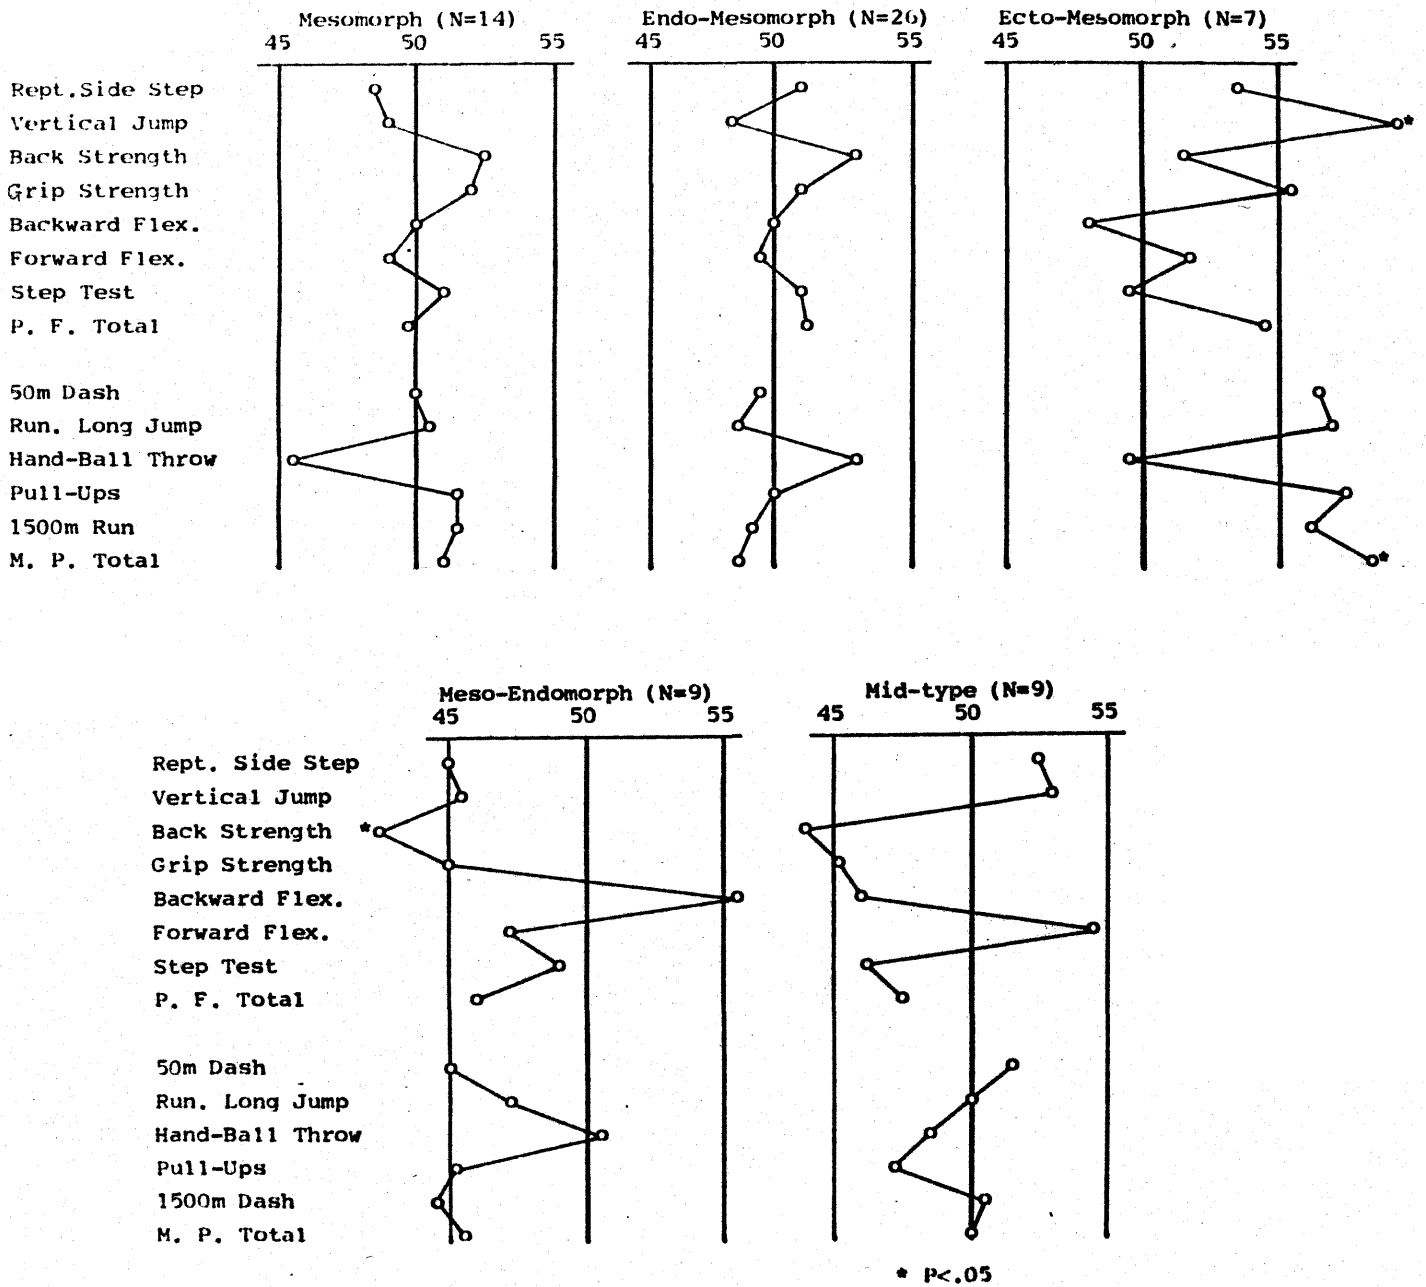 Mesomorph (N=14) Endo-Mesomorph (N=26) Ecto-Mesomorph (N=7)
45 50 55 45 50 55 45 50 55
Rept.Side Step
Vertical Jump *
Back Strength
Grip Strength
Backward Flex.
Forward Flex.
Step Test
P. F. Total
50m Dash
Run. Long Jump
Hand-Ball Throw
Pull-Ups
1500m Run
M. P. Total *
Meso-Endomorph (N=9) Mid-type (N=9)
45 50 55 45 50 55
Rept. Side Step
Vertical Jump
Back Strength *
Grip Strength
Backward Flex.
Forward Flex.
Step Test
P. F. Total
50m Dash
Run. Long Jump
Hand-Ball Throw
Pull-Ups
1500m Dash
M. P. Total
* P<.05